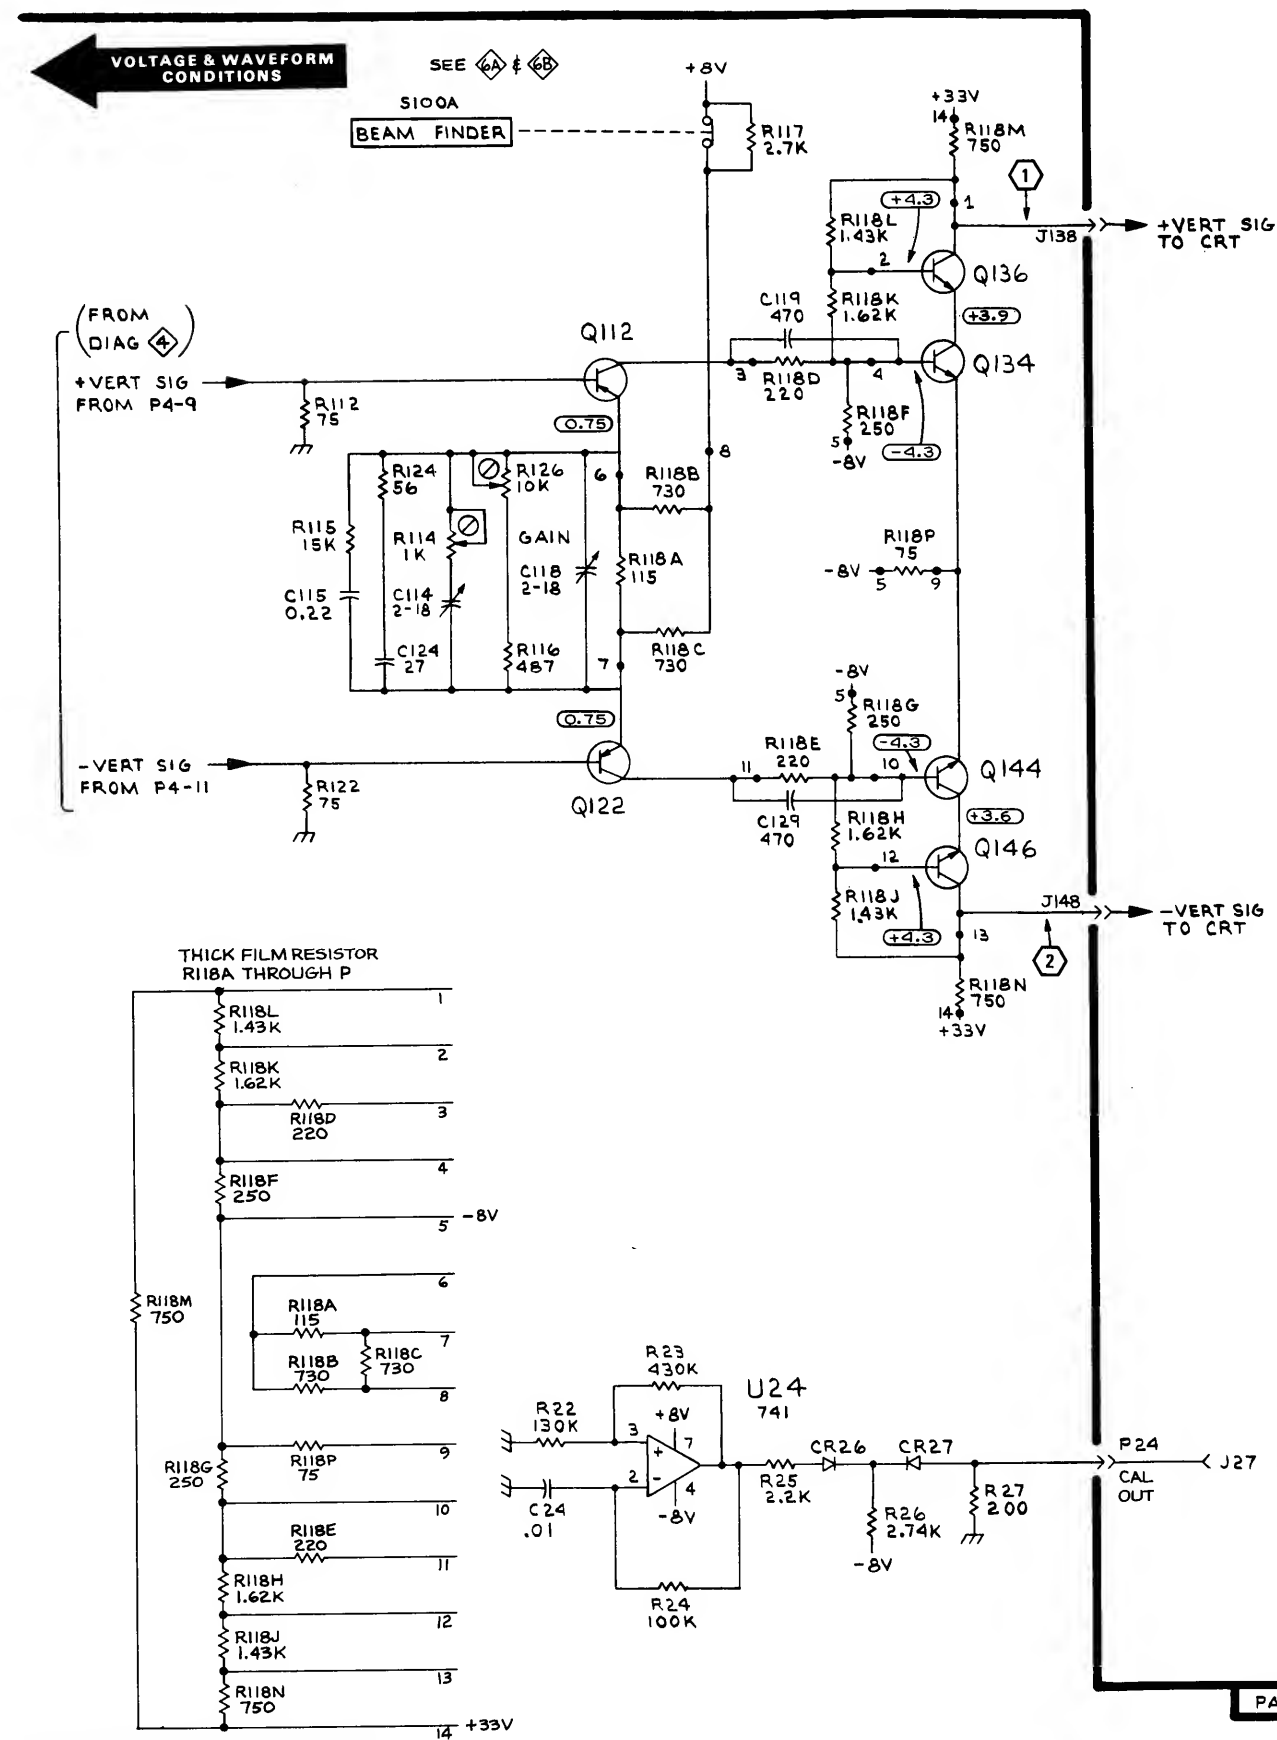 VOLTAGE & WAVEFORM
CONDITIONS
SEE 6A & 6B
+8V
S100A
BEAM FINDER
R117
2.7K
+33V
14
R118M
750
1
+4.3
1
R118L
1.43K
J138
+VERT SIG
TO CRT
2
Q136
(FROM
DIAG 4)
C119
470
R118K
1.62K
+3.9
Q112
+VERT SIG
FROM P4-9
3
R118D
220
4
Q134
R112
75
0.75
R118F
250
5
-8V
-4.3
8
R124
56
R126
10K
6
R118B
730
R115
15K
R114
1K
GAIN
R118A
115
R118P
75
-8V
5
9
C118
2-18
C115
0.22
C114
2-18
C124
27
R116
487
7
R118C
730
-8V
5
R118G
250
0.75
-4.3
-VERT SIG
FROM P4-11
R118E
220
11
10
Q144
R122
75
Q122
C129
470
R118H
1.62K
+3.6
Q146
12
R118J
1.43K
J148
-VERT SIG
TO CRT
+4.3
13
2
R118N
750
14
+33V
THICK FILM RESISTOR
R118A THROUGH P
1
R118L
1.43K
2
R118K
1.62K
3
R118D
220
4
R118F
250
5
-8V
6
R118M
750
R118A
115
7
R118B
730
R118C
730
8
9
R118P
75
R118G
250
10
R118E
220
11
R118H
1.62K
12
R118J
1.43K
13
R118N
750
14
+33V
R23
430K
U24
741
R22
130K
+8V
3
+
7
2
-
4
-8V
C24
.01
R24
100K
R25
2.2K
CR26
CR27
R26
2.74K
-8V
R27
200
P24
CAL
OUT
J27
PA